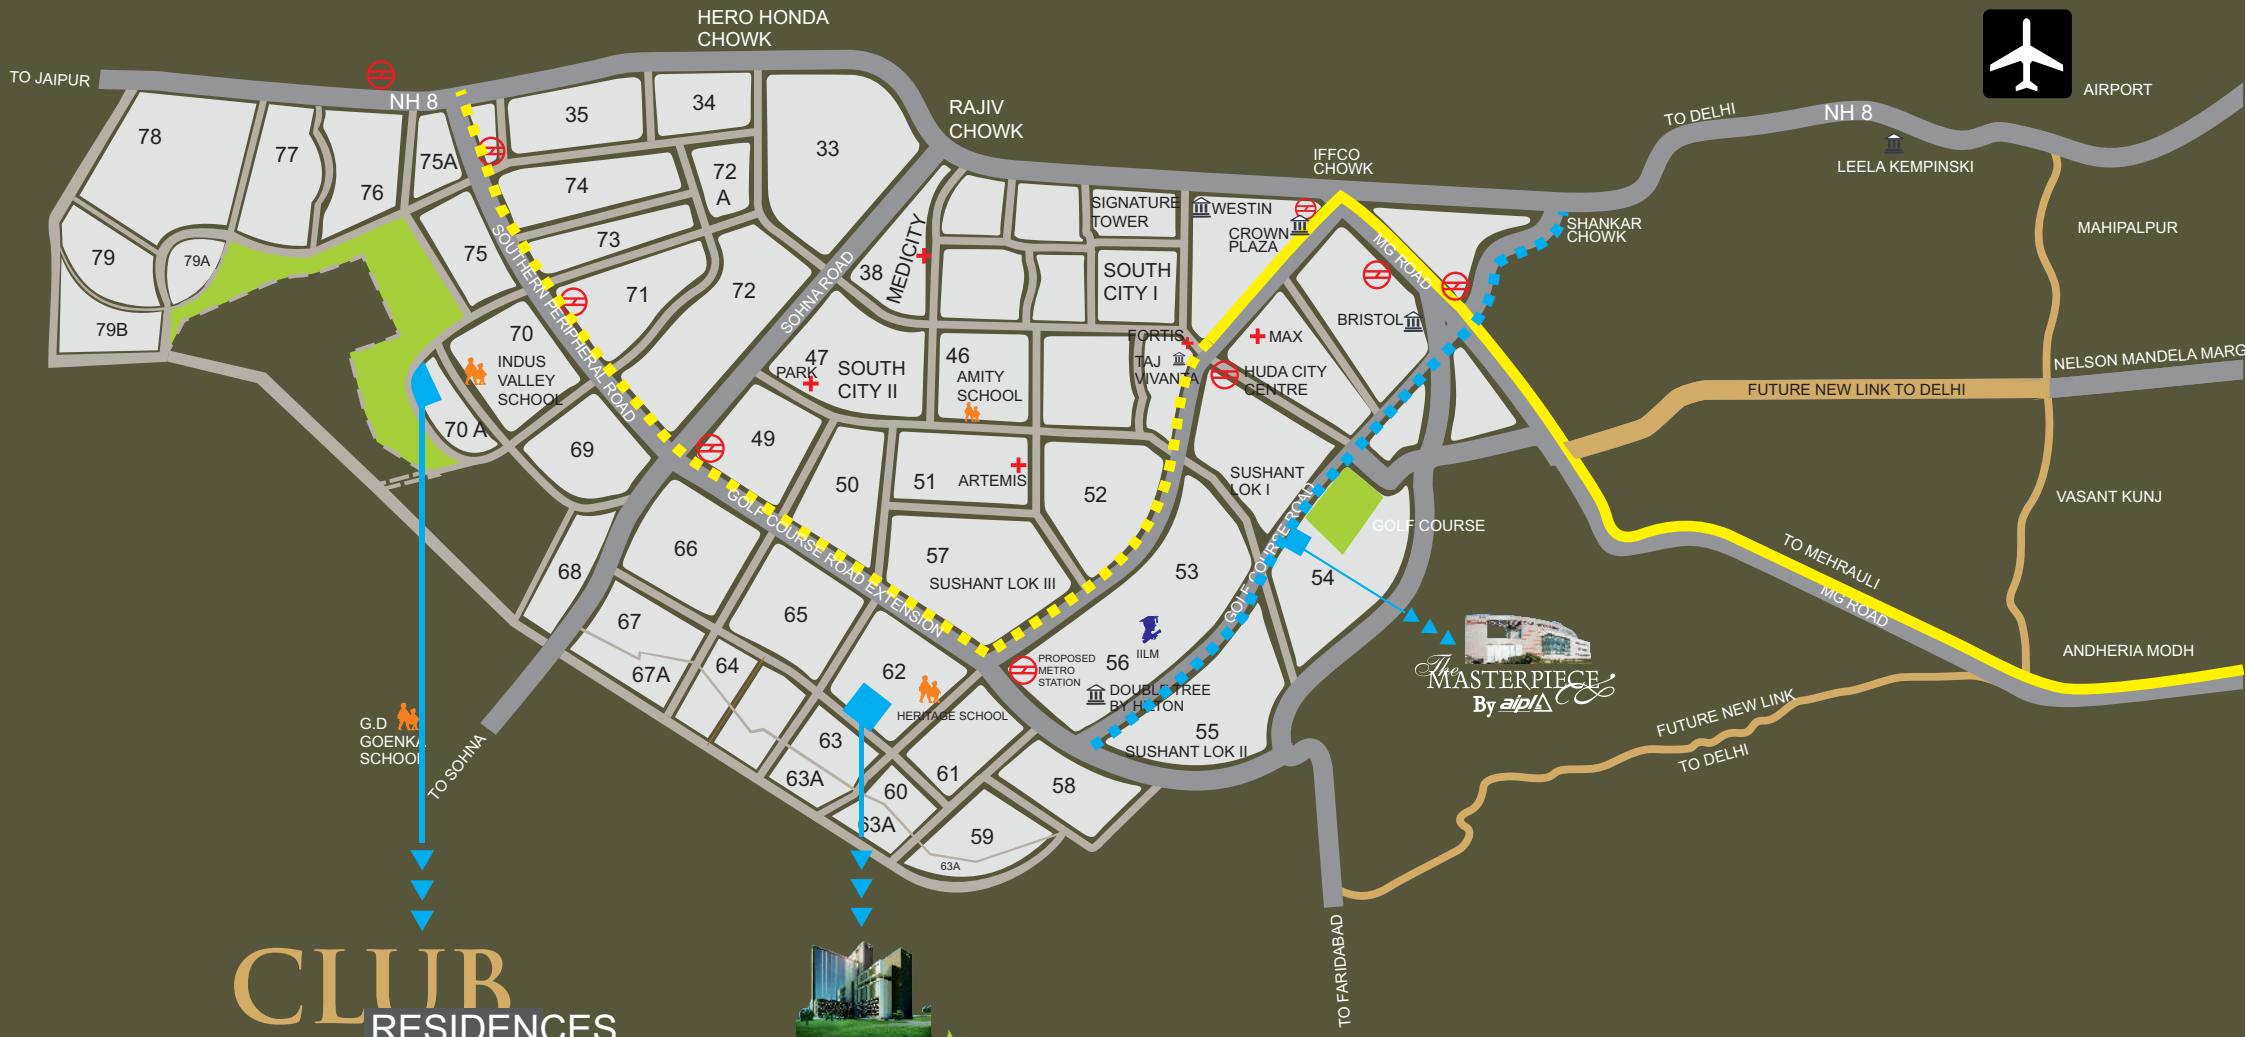 HERO HONDA
CHOWK
TO JAIPUR
NH 8
AIRPORT
RAJIV
CHOWK
TO DELHI
NH 8
IFFCO
CHOWK
LEELA KEMPINSKI
78
77
76
75A
35
34
33
74
72
A
73
75
79
79A
79B
71
72
70
INDUS
VALLEY
SCHOOL
70 A
69
SOUTHERN PERIPHERAL ROAD
SOHNA ROAD
38
MEDICITY
SIGNATURE
TOWER
WESTIN
CROWN
PLAZA
MG ROAD
SHANKAR
CHOWK
MAHIPALPUR
SOUTH
CITY I
FORTIS
TAJ
VIVANTA
MAX
BRISTOL
HUDA CITY
CENTRE
47
PARK
SOUTH
CITY II
46
AMITY
SCHOOL
NELSON MANDELA MARG
FUTURE NEW LINK TO DELHI
49
50
51
ARTEMIS
52
SUSHANT
LOK I
GOLF COURSE
VASANT KUNJ
GOLF COURSE ROAD
GOLF COURSE ROAD EXTENSION
66
68
67
67A
65
64
57
SUSHANT LOK III
53
54
TO MEHRAULI
MG ROAD
ANDHERIA MODH
62
HERITAGE SCHOOL
PROPOSED
METRO
STATION
56
IILM
DOUBLE TREE
BY HILTON
55
SUSHANT LOK II
The
MASTERPIECE
By aipl
FUTURE NEW LINK
TO DELHI
G.D
GOENKA
SCHOOL
TO SOHNA
63
63A
60
61
58
63A
59
63A
TO FARIDABAD
CLUB
RESIDENCES